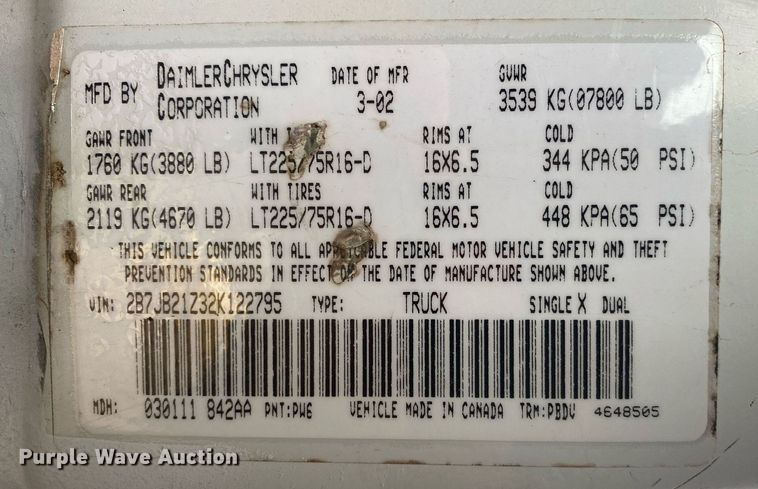 MFD BY DAIMLERCHRYSLER CORPORATION DATE OF MFR 3-02 GVWR 3539 KG(07800 LB)
GAWR FRONT WITH RIMS AT COLD
1760 KG(3880 LB) LT225/75R16-D 16X6.5 344 KPA(50 PSI)
GAWR REAR WITH TIRES RIMS AT COLD
2119 KG(4670 LB) LT225/75R16-D 16X6.5 448 KPA(65 PSI)
THIS VEHICLE CONFORMS TO ALL APPLICABLE FEDERAL MOTOR VEHICLE SAFETY AND THEFT
PREVENTION STANDARDS IN EFFECT ON THE DATE OF MANUFACTURE SHOWN ABOVE.
VIN: 2B7JB21Z32K122795 TYPE: TRUCK SINGLE X DUAL
MDH: 030111 842AA PNT:PW6 VEHICLE MADE IN CANADA TRM:PBDV 4648505
Purple Wave Auction